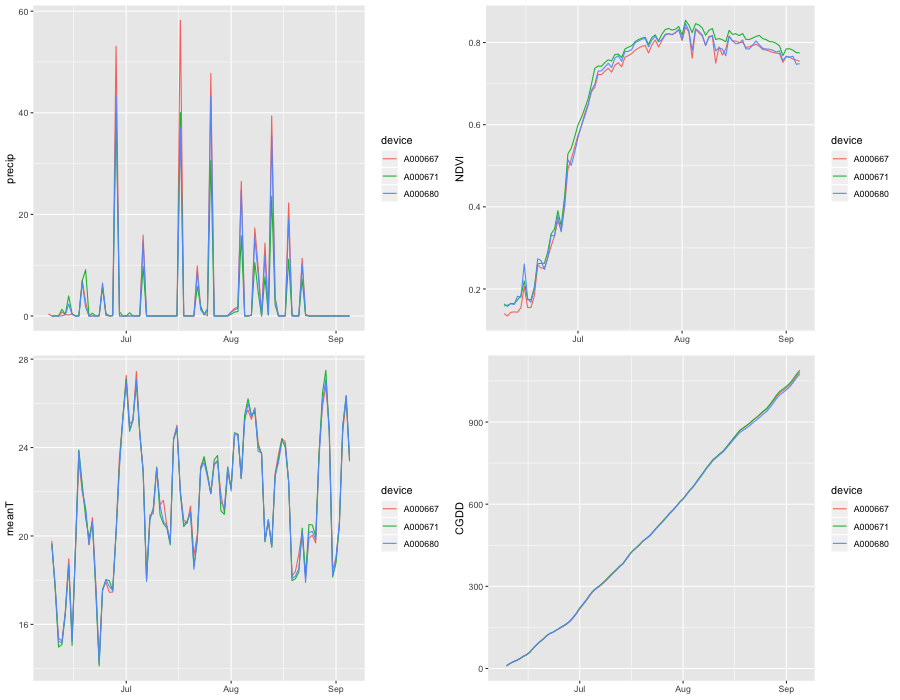 precip
60
40
20
0
Jul
Aug
Sep
device
A000667
A000671
A000680
NDVI
0.8
0.6
0.4
0.2
Jul
Aug
Sep
device
A000667
A000671
A000680
meanT
28
24
20
16
Jul
Aug
Sep
device
A000667
A000671
A000680
CGDD
900
600
300
0
Jul
Aug
Sep
device
A000667
A000671
A000680